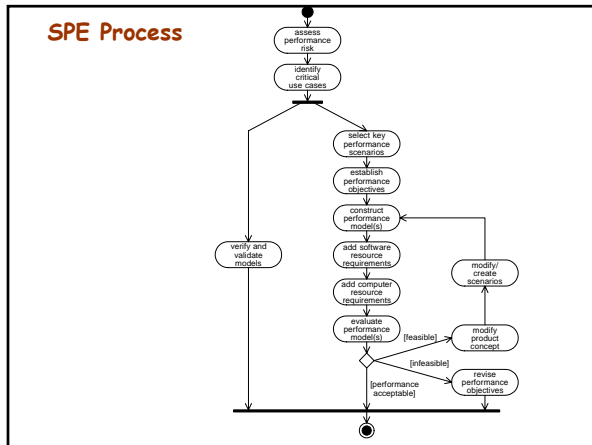 SPE Process
assess
performance
risk
identify
critical
use cases
select key
performance
scenarios
establish
performance
objectives
construct
performance
model(s)
verify and
validate
models
add software
resource
requirements
modify/
create
scenarios
add computer
resource
requirements
evaluate
performance
model(s)
[feasible]
modify
product
concept
[infeasible]
[performance
acceptable]
revise
performance
objectives